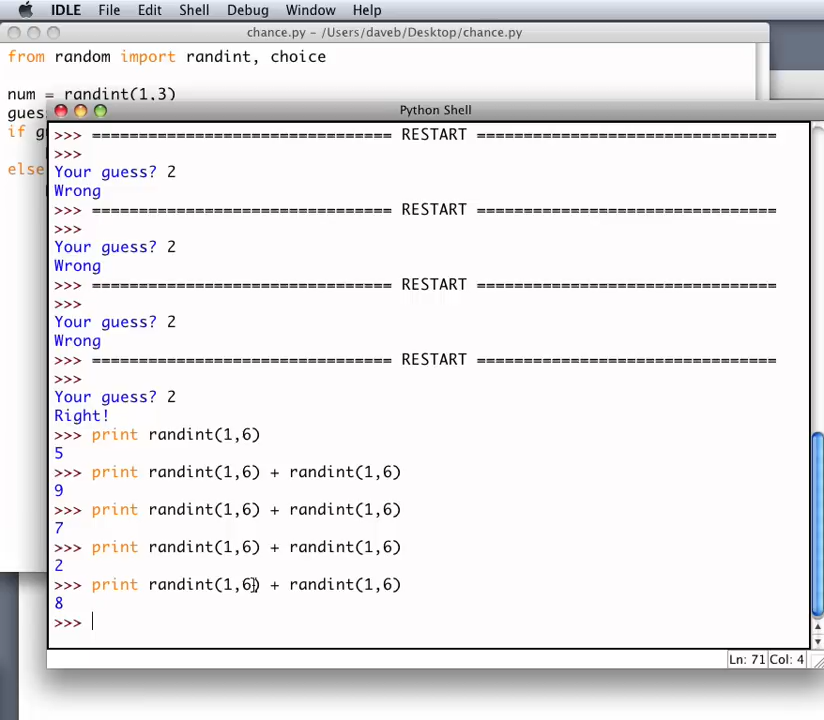 IDLE File Edit Shell Debug Window Help
chance.py - /Users/daveb/Desktop/chance.py
from random import randint, choice
num = randint(1,3)
gues
if g
else
Python Shell
>>> ================================ RESTART ================================
>>>
Your guess? 2
Wrong
>>> ================================ RESTART ================================
>>>
Your guess? 2
Wrong
>>> ================================ RESTART ================================
>>>
Your guess? 2
Wrong
>>> ================================ RESTART ================================
>>>
Your guess? 2
Right!
>>> print randint(1,6)
5
>>> print randint(1,6) + randint(1,6)
9
>>> print randint(1,6) + randint(1,6)
7
>>> print randint(1,6) + randint(1,6)
2
>>> print randint(1,6) + randint(1,6)
8
>>>
Ln: 71 Col: 4